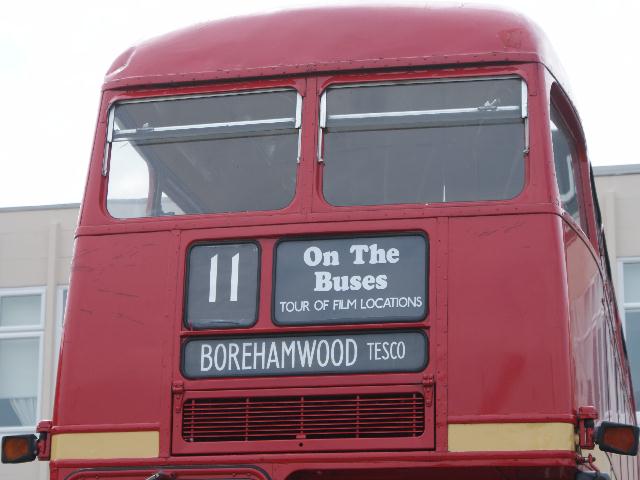 11
On The
Buses
TOUR OF FILM LOCATIONS
BOREHAMWOOD TESCO